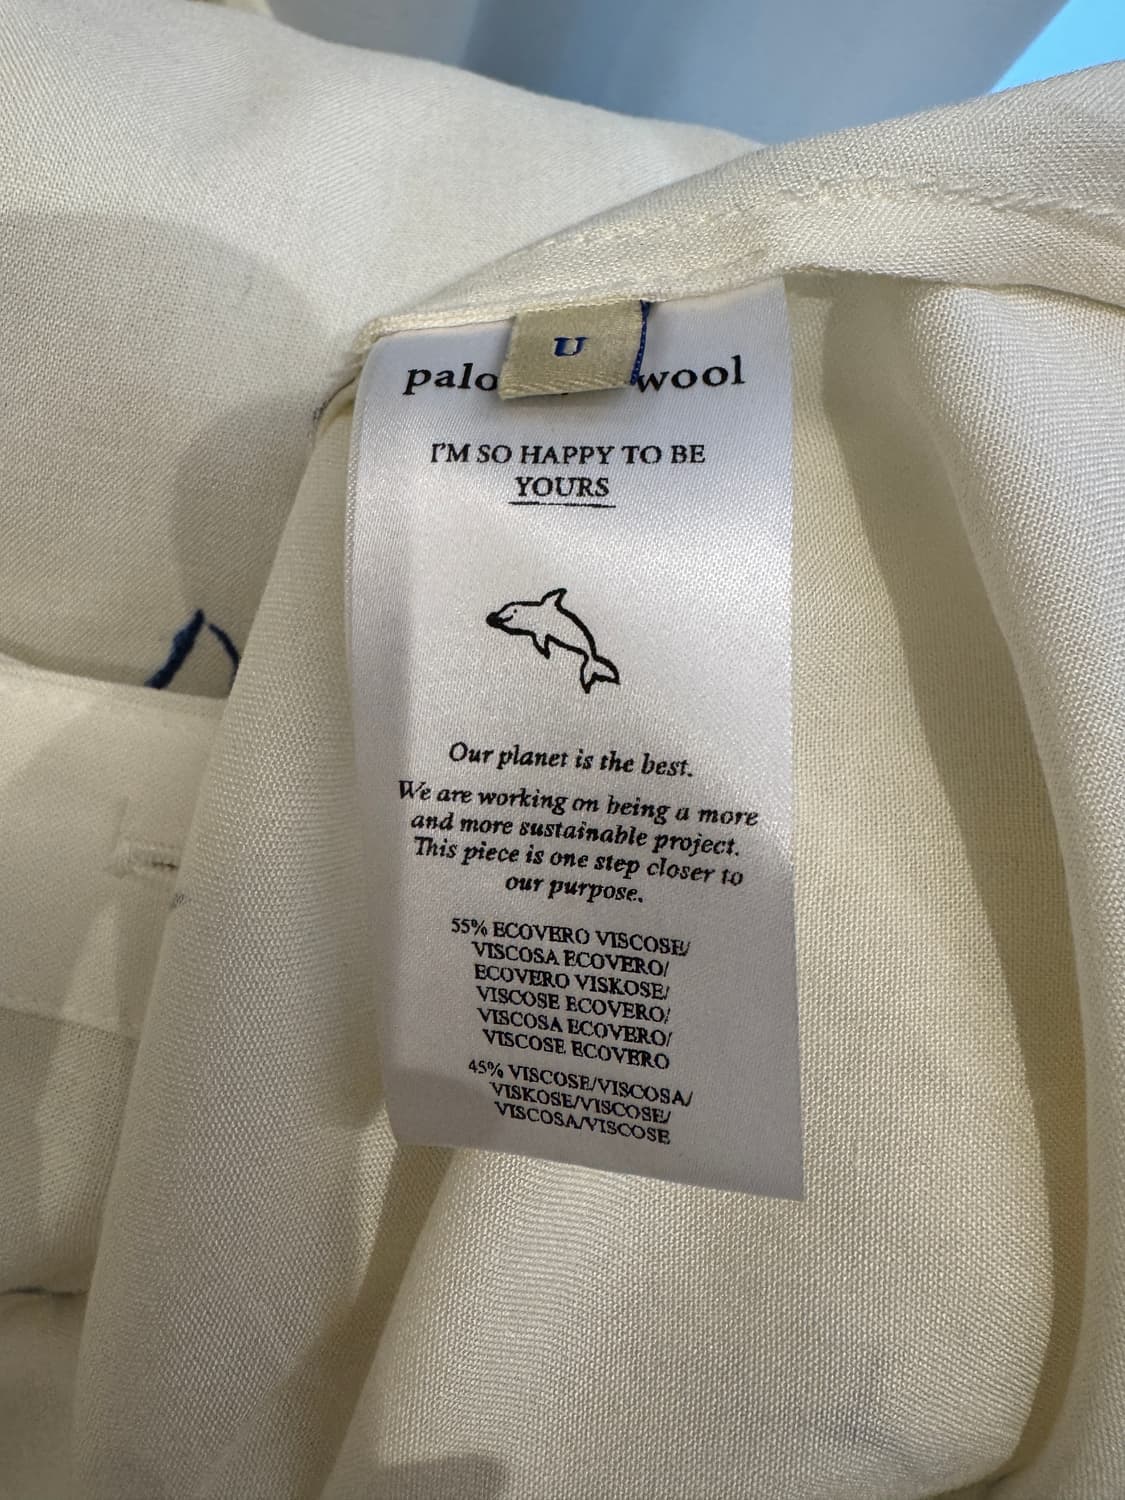 U
palo wool
I'M SO HAPPY TO BE
YOURS
Our planet is the best.
We are working on being a more
and more sustainable project.
This piece is one step closer to
our purpose.
55% ECOVERO VISCOSE/
VISCOSA ECOVERO/
ECOVERO VISKOSE/
VISCOSE ECOVERO/
VISCOSA ECOVERO/
VISCOSE ECOVERO
45% VISCOSE/VISCOSA/
VISKOSE/VISCOSE/
VISCOSA/VISCOSE